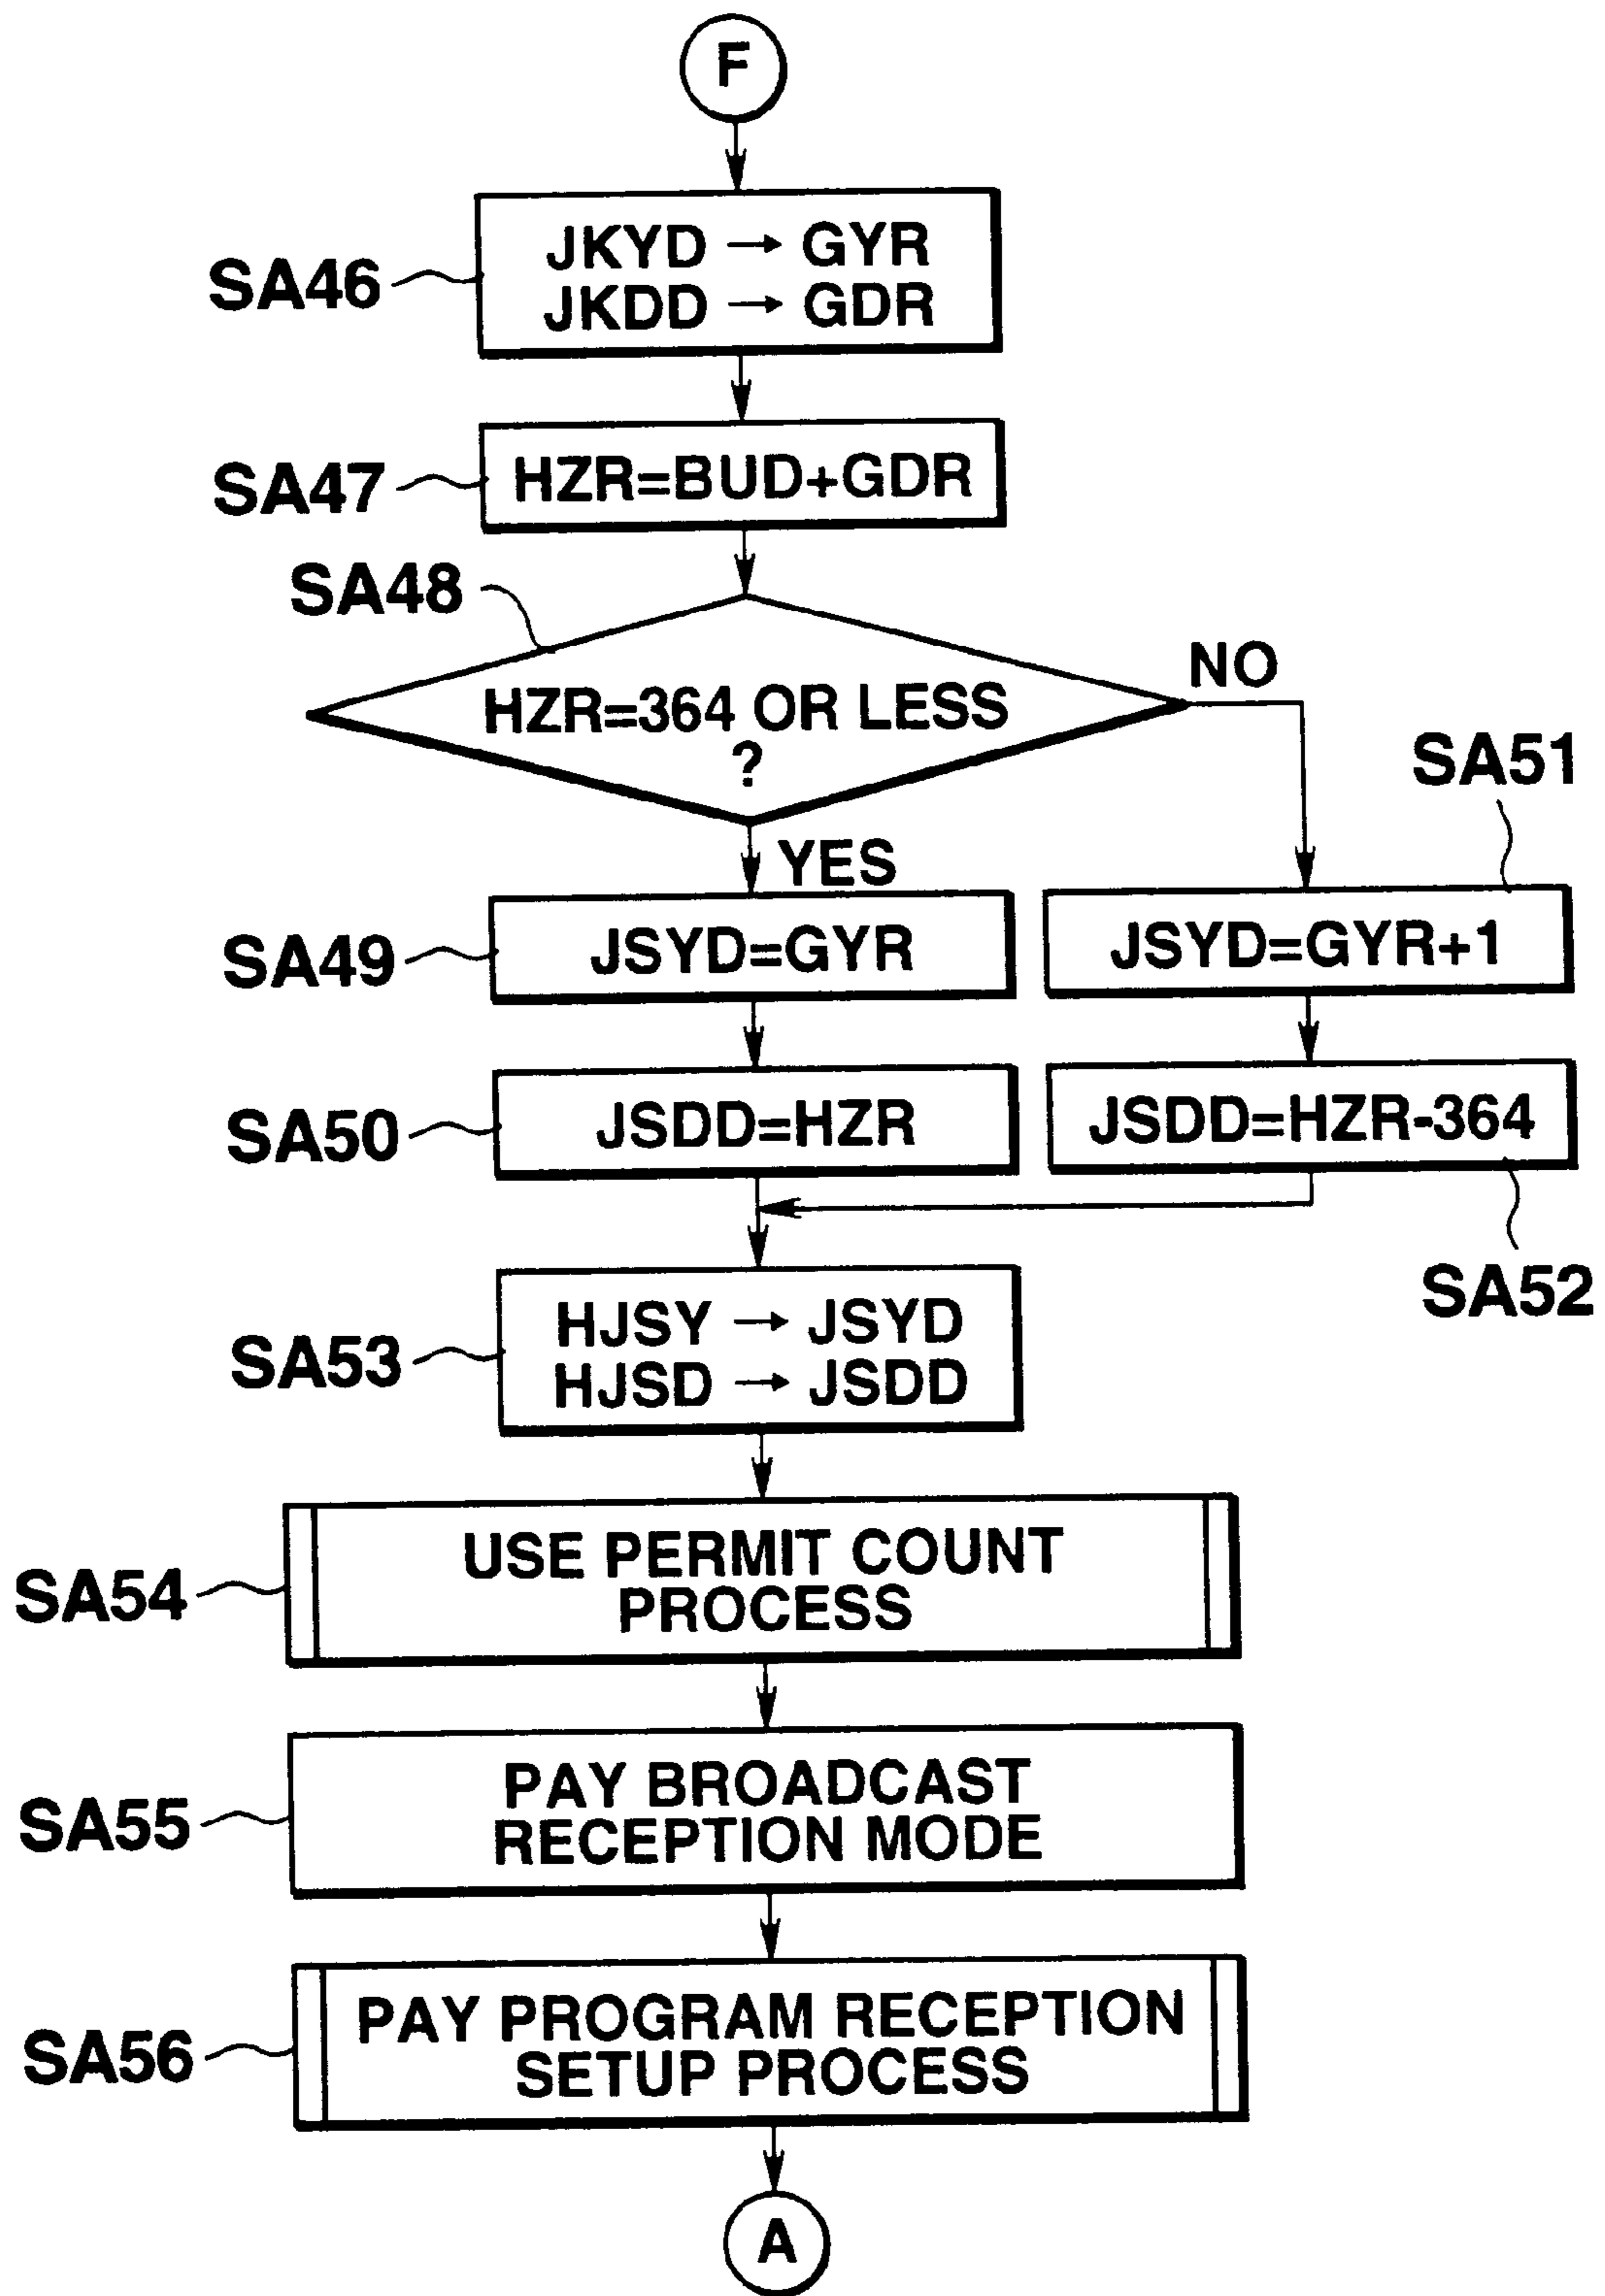 F
SA46
JKYD → GYR
JKDD → GDR
SA47
HZR=BUD+GDR
SA48
HZR=364 OR LESS
?
NO
YES
SA51
SA49
JSYD=GYR
JSYD=GYR+1
SA50
JSDD=HZR
JSDD=HZR-364
SA52
SA53
HJSY → JSYD
HJSD → JSDD
SA54
USE PERMIT COUNT
PROCESS
SA55
PAY BROADCAST
RECEPTION MODE
SA56
PAY PROGRAM RECEPTION
SETUP PROCESS
A